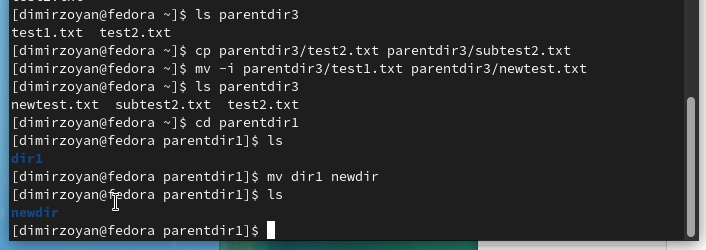 [dimirzoyan@fedora ~]$ ls parentdir3
test1.txt  test2.txt
[dimirzoyan@fedora ~]$ cp parentdir3/test2.txt parentdir3/subtest2.txt
[dimirzoyan@fedora ~]$ mv -i parentdir3/test1.txt parentdir3/newtest.txt
[dimirzoyan@fedora ~]$ ls parentdir3
newtest.txt  subtest2.txt  test2.txt
[dimirzoyan@fedora ~]$ cd parentdir1
[dimirzoyan@fedora parentdir1]$ ls
dir1
[dimirzoyan@fedora parentdir1]$ mv dir1 newdir
[dimirzoyan@fedora parentdir1]$ ls
newdir
[dimirzoyan@fedora parentdir1]$